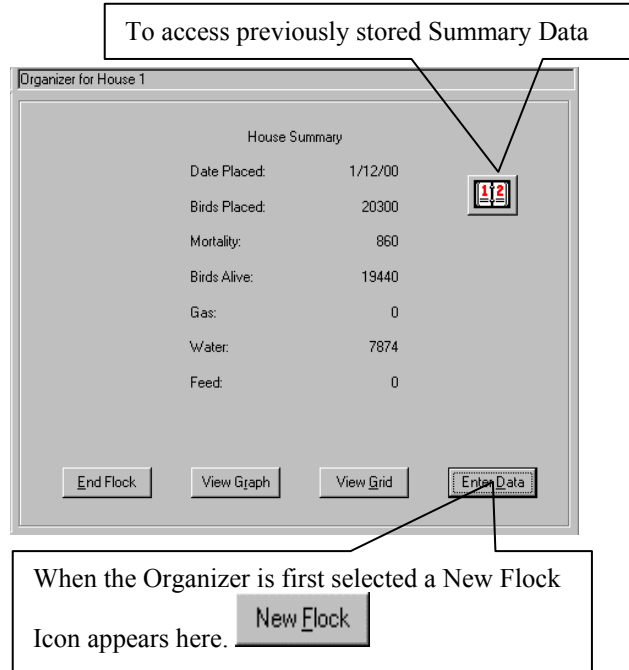 To access previously stored Summary Data
Organizer for House 1
House Summary
Date Placed: 1/12/00
Birds Placed: 20300
Mortality: 860
Birds Alive: 19440
Gas: 0
Water: 7874
Feed: 0
1 2
End Flock View Graph View Grid Enter Data
When the Organizer is first selected a New Flock
Icon appears here. New Flock